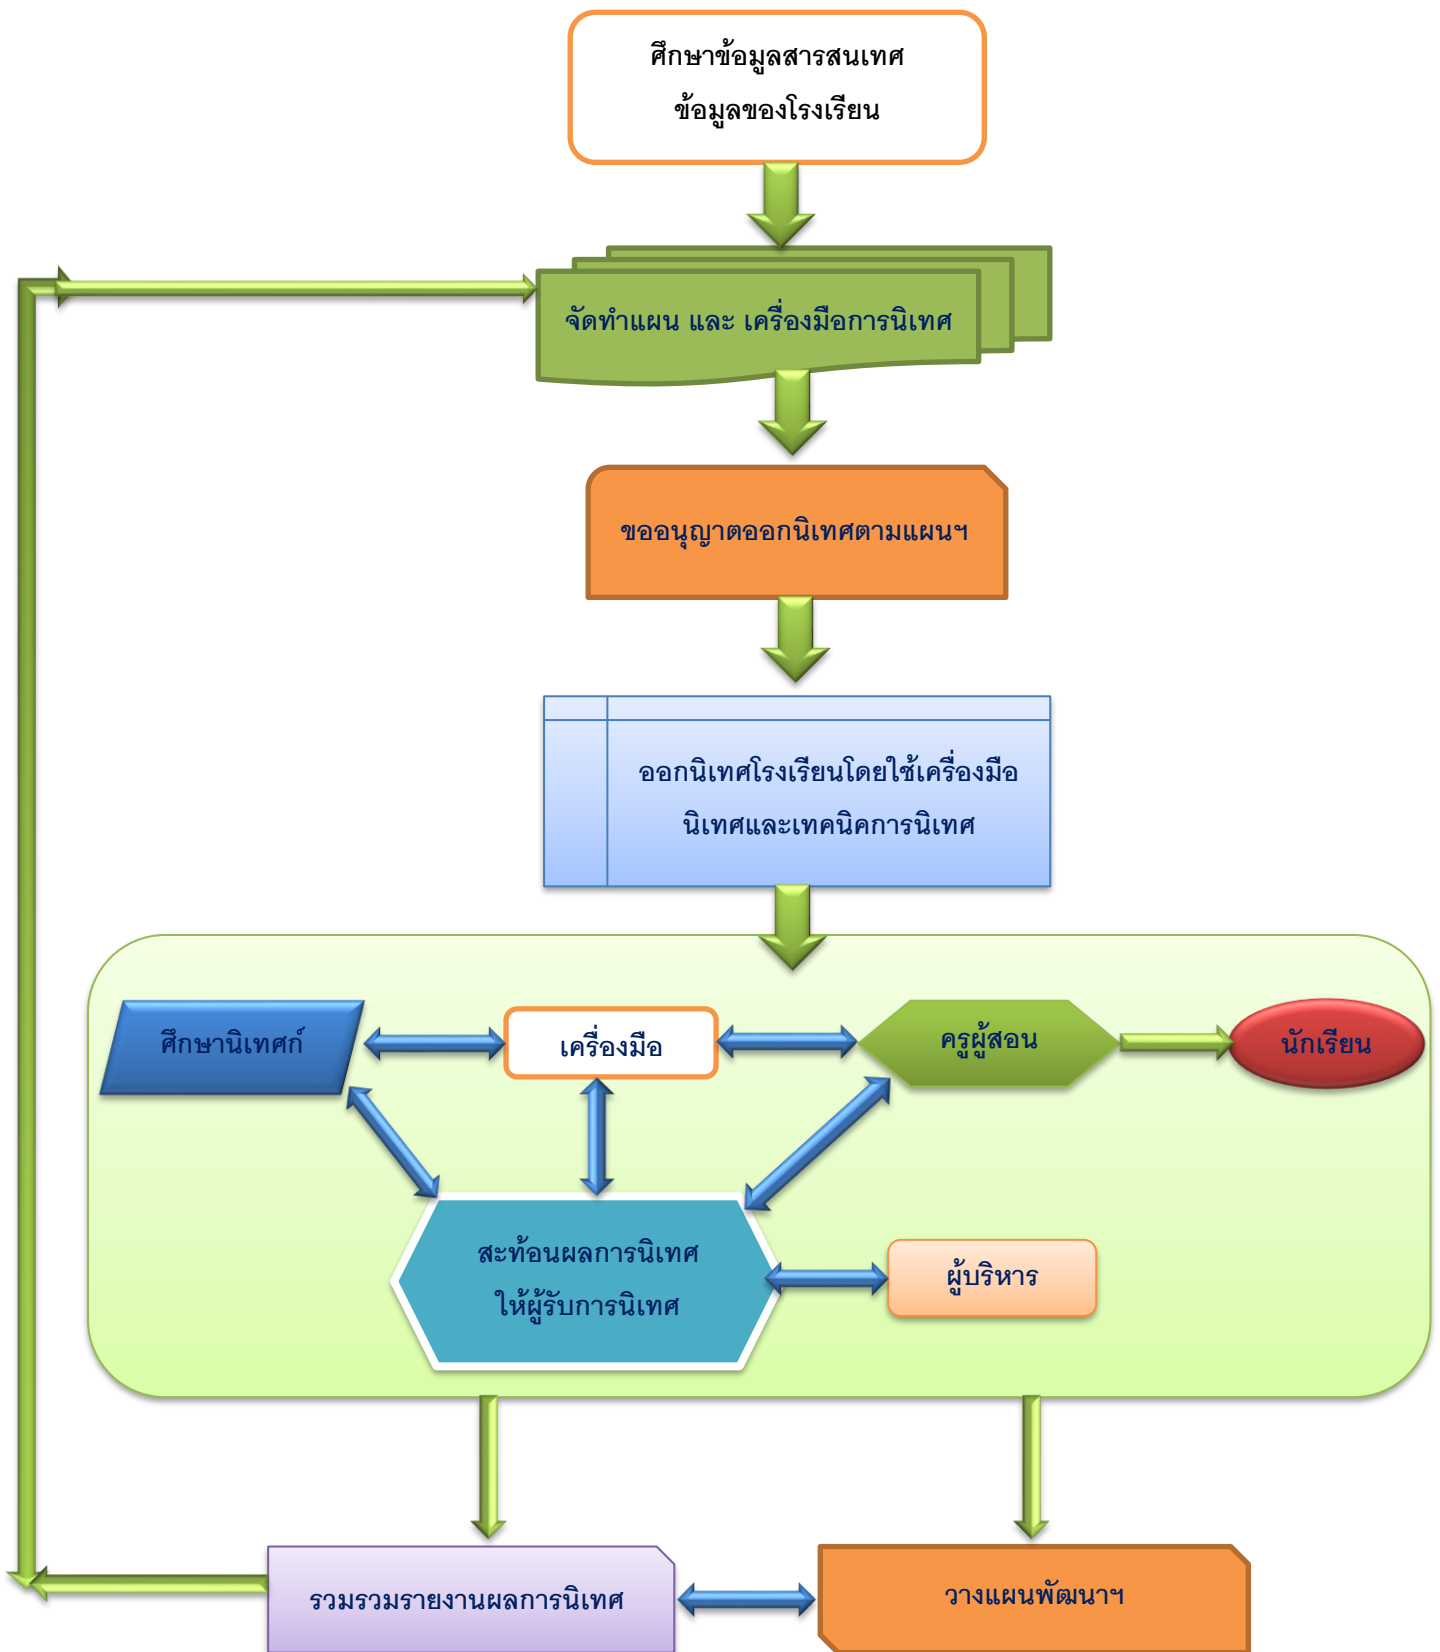 ศึกษาข้อมูลสารสนเทศ
ข้อมูลของโรงเรียน
จัดทำแผน และ เครื่องมือการนิเทศ
ขออนุญาตออกนิเทศตามแผนฯ
ออกนิเทศโรงเรียนโดยใช้เครื่องมือ
นิเทศและเทคนิคการนิเทศ
ศึกษานิเทศก์
เครื่องมือ
ครูผู้สอน
นักเรียน
สะท้อนผลการนิเทศ
ให้ผู้รับการนิเทศ
ผู้บริหาร
รวมรวมรายงานผลการนิเทศ
วางแผนพัฒนาฯ